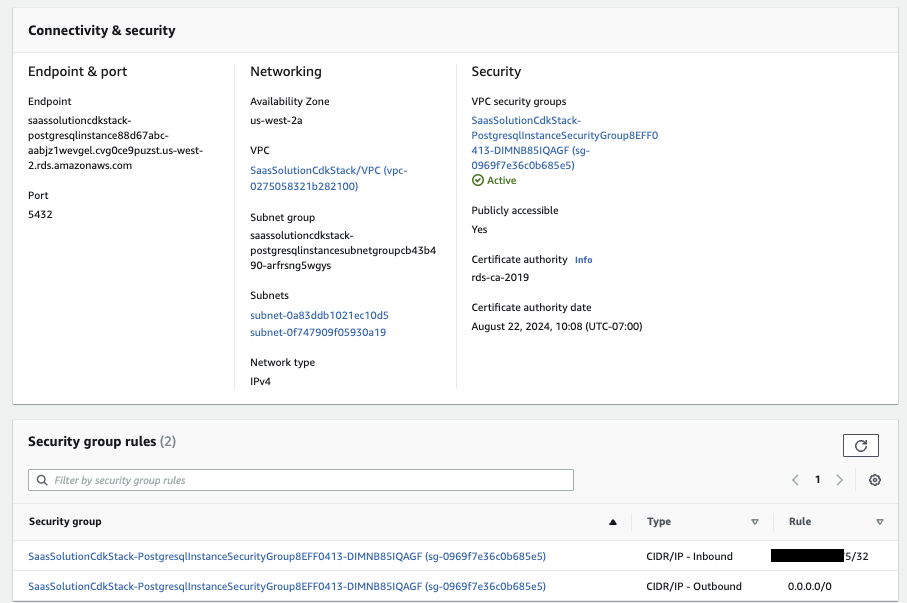 Connectivity & security
Endpoint & port
Endpoint
saassolutioncdkstack-
postgresqlinstance88d67abc-
aabjz1wevgel.cvg0ce9puzst.us-west-
2.rds.amazonaws.com
Port
5432
Networking
Availability Zone
us-west-2a
VPC
SaasSolutionCdkStack/VPC (vpc-
0275058321b282100)
Subnet group
saassolutioncdkstack-
postgresqlinstancesubnetgroupcb43b4
90-arfrsng5wgys
Subnets
subnet-0a83ddb1021ec10d5
subnet-0f747909f05930a19
Network type
IPv4
Security
VPC security groups
SaasSolutionCdkStack-
PostgresqlInstanceSecurityGroup8EFF0
413-DIMNB85IQAGF (sg-
0969f7e36c0b685e5)
Active
Publicly accessible
Yes
Certificate authority Info
rds-ca-2019
Certificate authority date
August 22, 2024, 10:08 (UTC-07:00)
Security group rules (2)
Filter by security group rules
1
Security group Type Rule
SaasSolutionCdkStack-PostgresqlInstanceSecurityGroup8EFF0413-DIMNB85IQAGF (sg-0969f7e36c0b685e5) CIDR/IP - Inbound 5/32
SaasSolutionCdkStack-PostgresqlInstanceSecurityGroup8EFF0413-DIMNB85IQAGF (sg-0969f7e36c0b685e5) CIDR/IP - Outbound 0.0.0.0/0